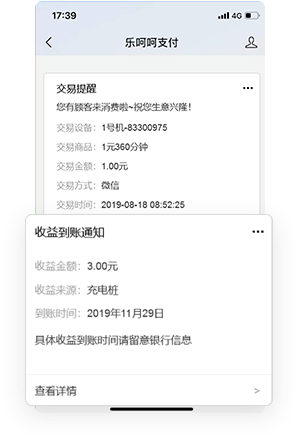 17:39
4G
乐呵呵支付
交易提醒
您有顾客来消费啦~祝您生意兴隆！
交易设备： 1号机-83300975
交易商品： 1元360分钟
交易金额： 1.00元
交易方式： 微信
交易时间： 2019-08-18 08:52:25
收益到账通知
收益金额： 3.00元
收益来源： 充电桩
到账时间： 2019年11月29日
具体收益到账时间请留意银行信息
查看详情 >